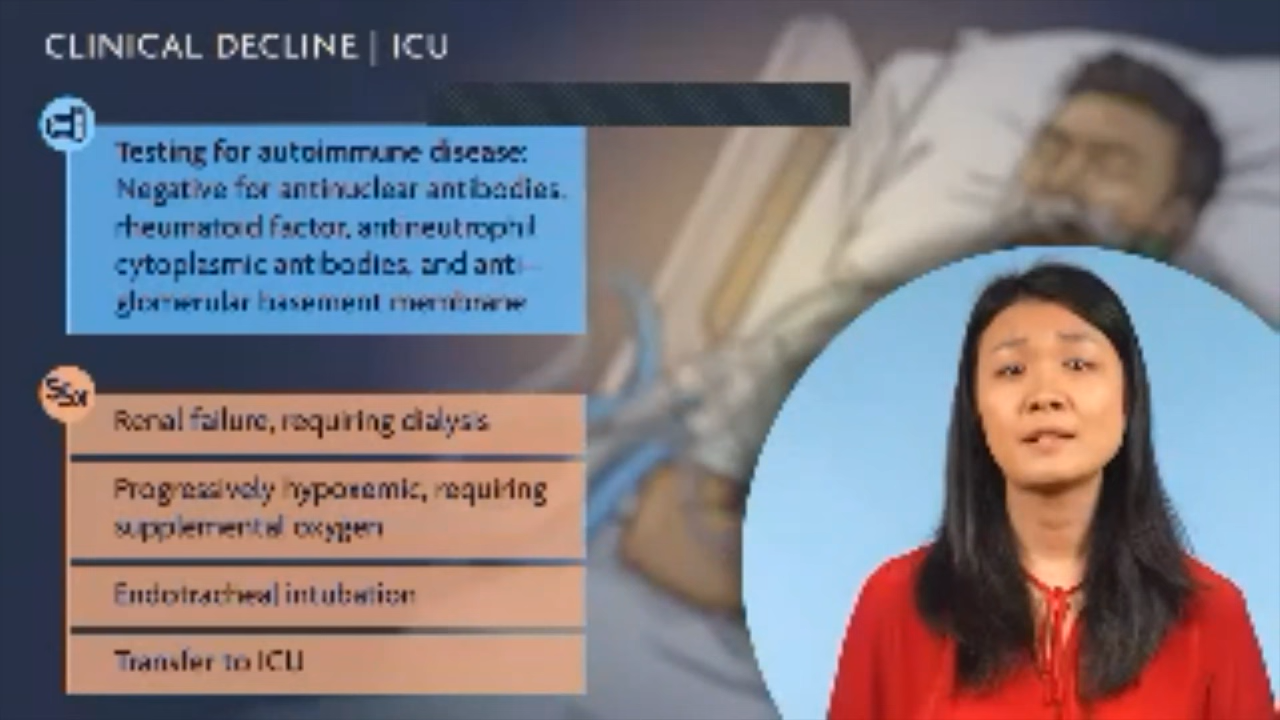 CLINICAL DECLINE | ICU
Testing for autoimmune disease:
Negative for antinuclear antibodies,
rheumatoid factor, antineutrophil
cytoplasmic antibodies, and anti–
glomerular basement membrane
SSx
Renal failure, requiring dialysis
Progressively hypoxemic, requiring
supplemental oxygen
Endotracheal intubation
Transfer to ICU